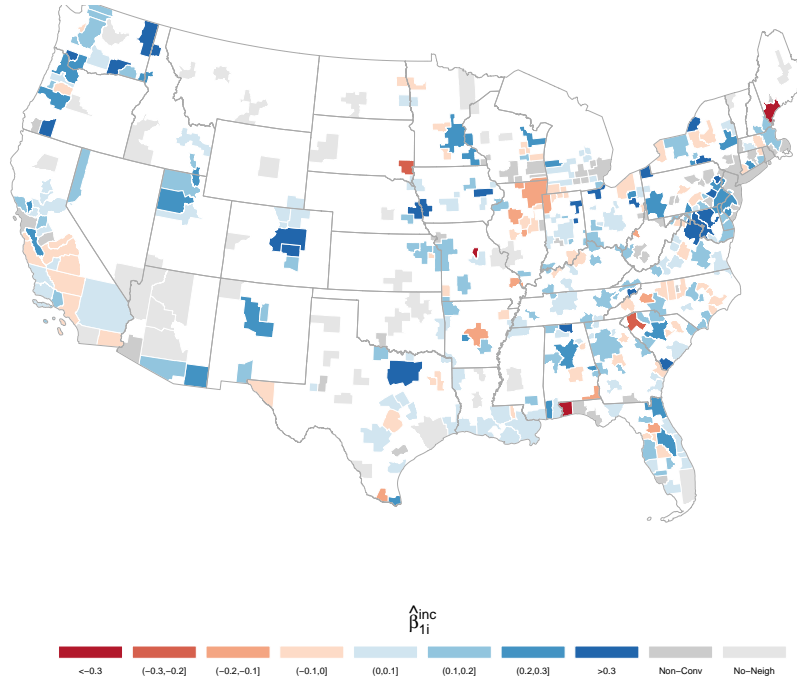 β̂ inc 1i
<-0.3 (-0.3,-0.2] (-0.2,-0.1] (-0.1,0] (0,0.1] (0.1,0.2] (0.2,0.3] >0.3 Non-Conv No-Neigh